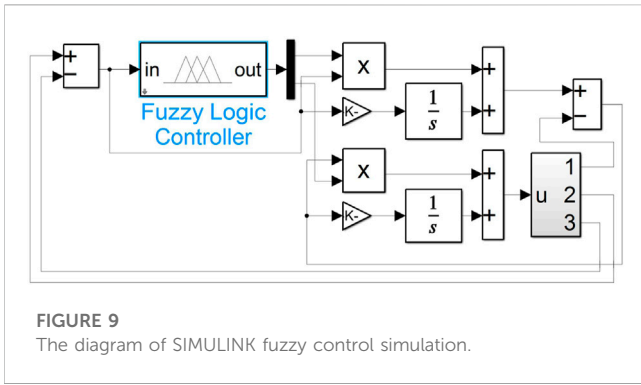 +
−
in out
Fuzzy Logic
Controller
X
K-
1
s
+
+
+
−
X
K-
1
s
+
+
u
1
2
3
FIGURE 9
The diagram of SIMULINK fuzzy control simulation.